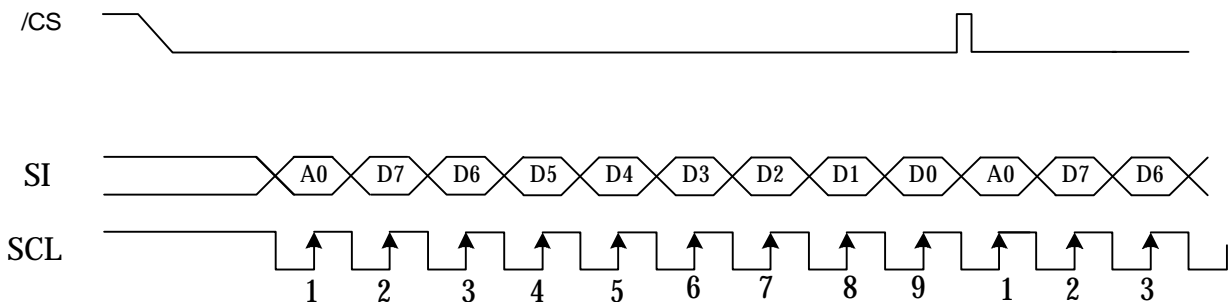 /CS
SI A0 D7 D6 D5 D4 D3 D2 D1 D0 A0 D7 D6
SCL
1 2 3 4 5 6 7 8 9 1 2 3